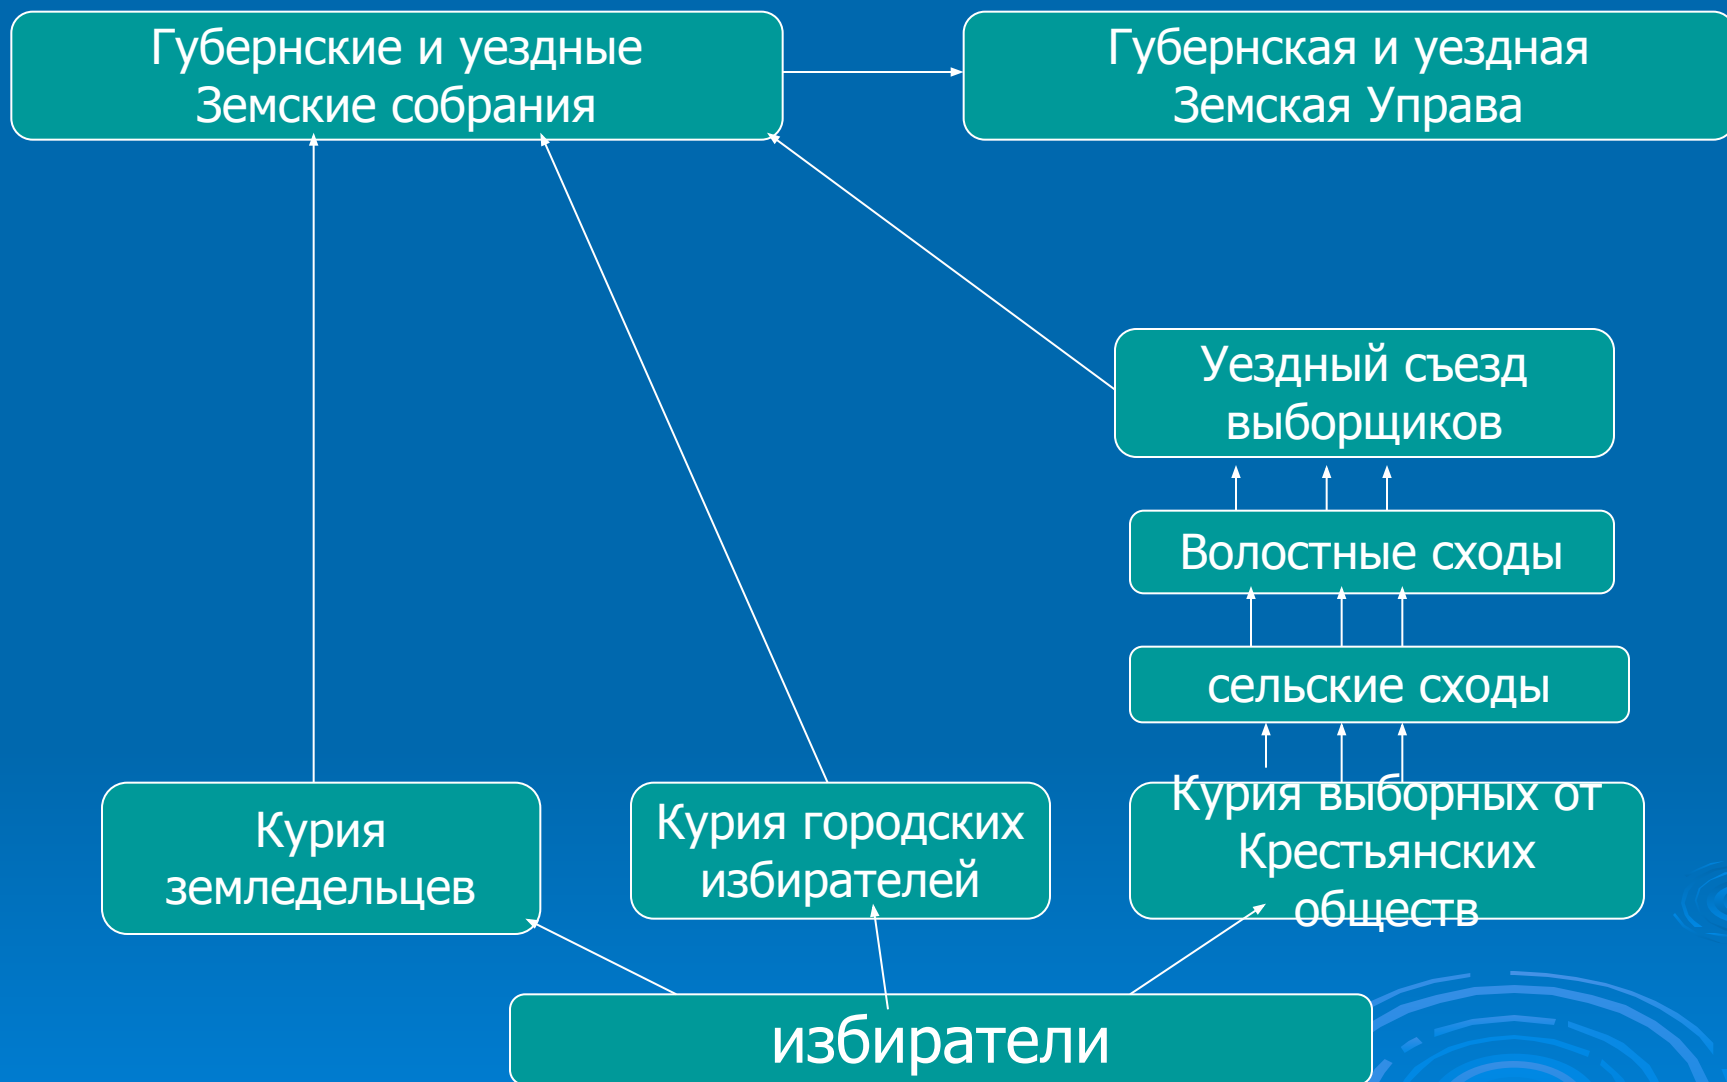 Губернские и уездные
Земские собрания
Губернская и уездная
Земская Управа
Уездный съезд
выборщиков
Волостные сходы
сельские сходы
Курия
земледельцев
Курия городских
избирателей
Курия выборных от
Крестьянских
обществ
избиратели